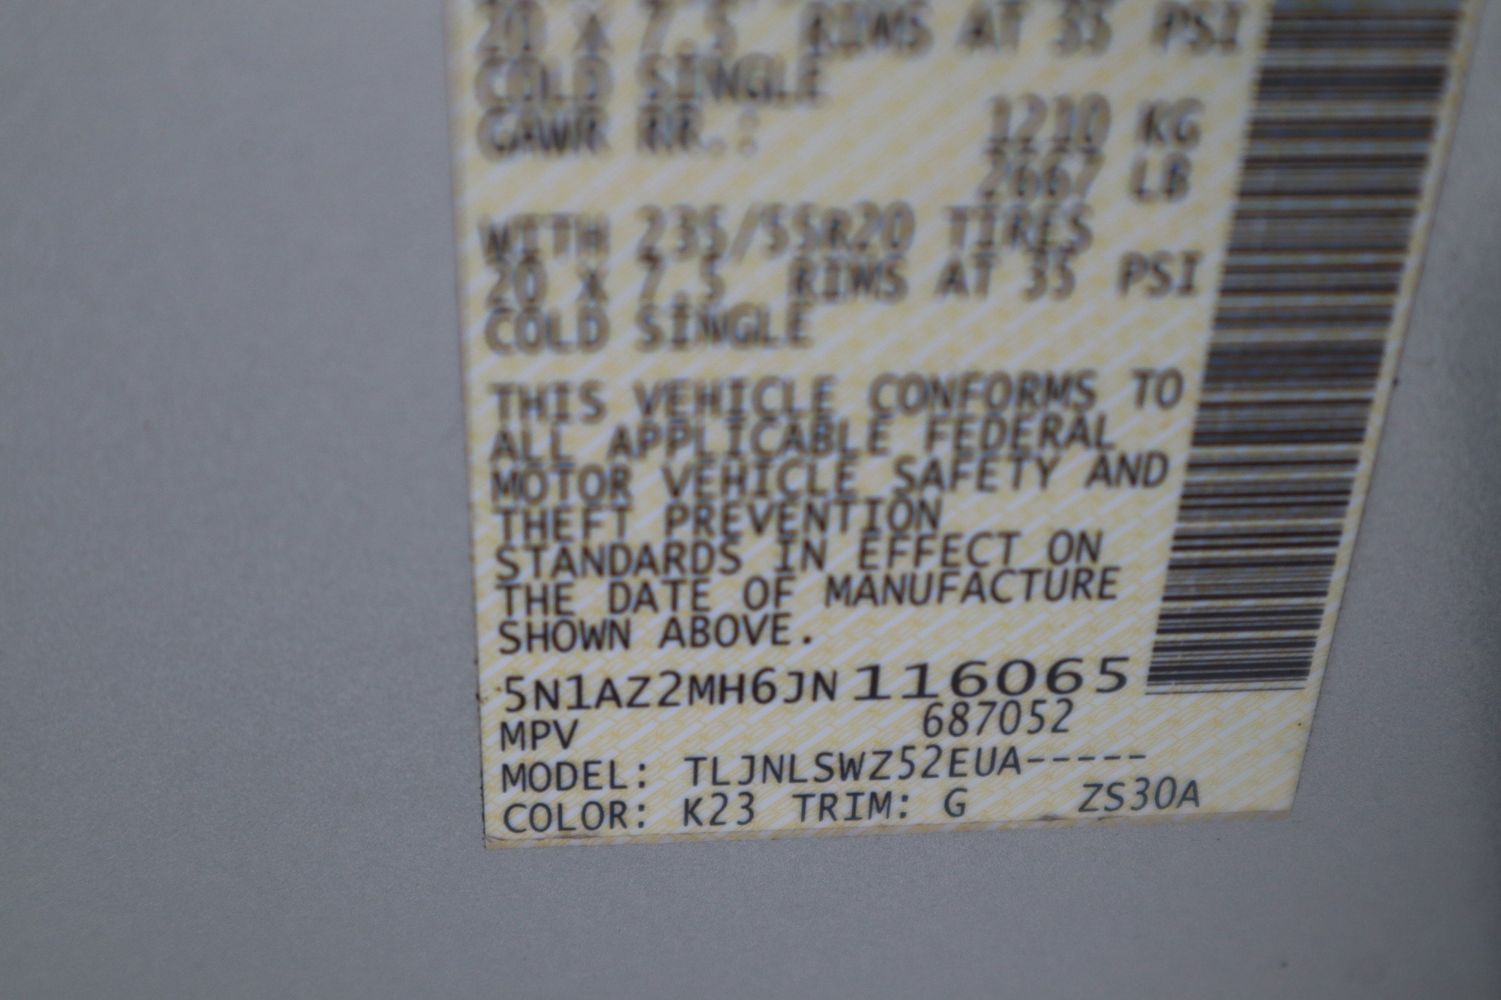 20 X 7.5 RIMS AT 35 PSI
COLD SINGLE
GAWR RR.: 1210 KG
2667 LB
WITH 235/55R20 TIRES
20 X 7.5 RIMS AT 35 PSI
COLD SINGLE
THIS VEHICLE CONFORMS TO
ALL APPLICABLE FEDERAL
MOTOR VEHICLE SAFETY AND
THEFT PREVENTION
STANDARDS IN EFFECT ON
THE DATE OF MANUFACTURE
SHOWN ABOVE.
5N1AZ2MH6JN116065
MPV 687052
MODEL: TLJNLSWZ52EUA-----
COLOR: K23 TRIM: G ZS30A